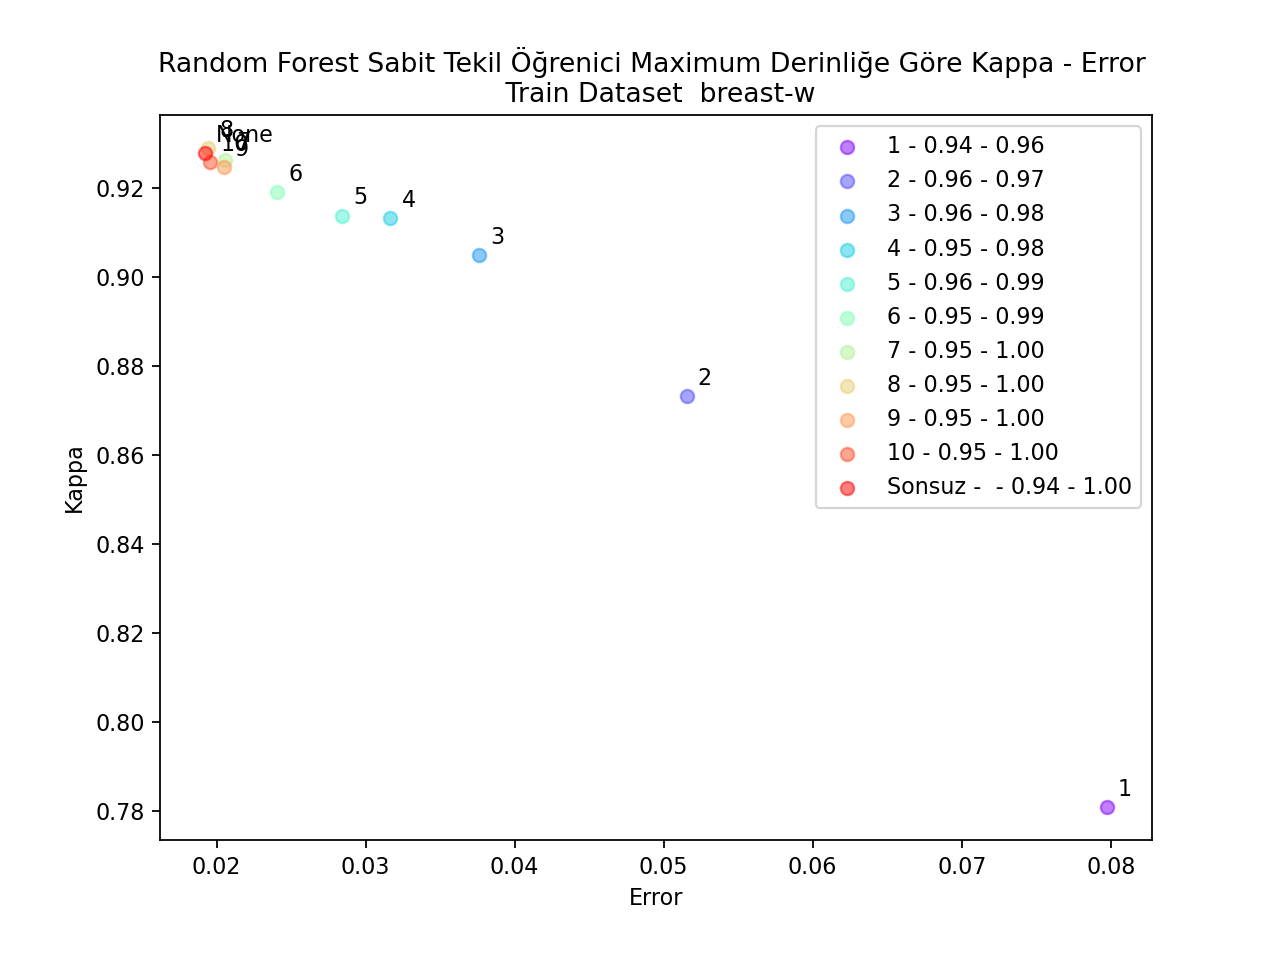 Random Forest Sabit Tekil Öğrenici Maximum Derinliğe Göre Kappa - Error
Train Dataset  breast-w
8
None
10
7
9
6
5
4
3
2
1
1 - 0.94 - 0.96
2 - 0.96 - 0.97
3 - 0.96 - 0.98
4 - 0.95 - 0.98
5 - 0.96 - 0.99
6 - 0.95 - 0.99
7 - 0.95 - 1.00
8 - 0.95 - 1.00
9 - 0.95 - 1.00
10 - 0.95 - 1.00
Sonsuz -  - 0.94 - 1.00
Kappa
0.92
0.90
0.88
0.86
0.84
0.82
0.80
0.78
0.02
0.03
0.04
0.05
0.06
0.07
0.08
Error